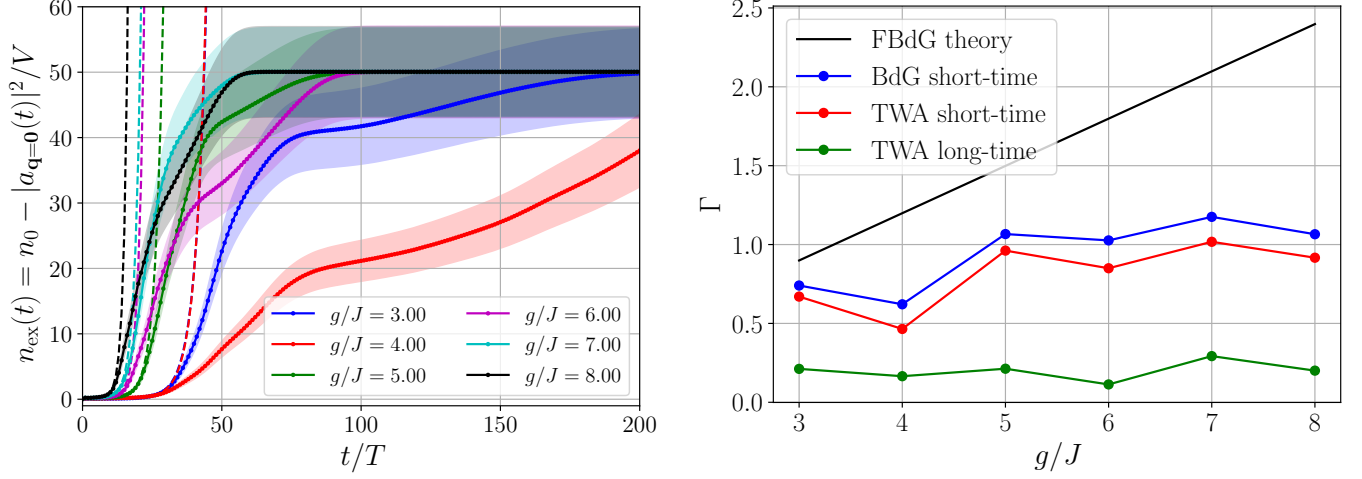 n_ex(t) = n_0 − |a_{q=0}(t)|^2/V
60
50
40
30
20
10
0
g/J = 3.00
g/J = 4.00
g/J = 5.00
g/J = 6.00
g/J = 7.00
g/J = 8.00
0 50 100 150 200
t/T
Γ
2.5
2.0
1.5
1.0
0.5
0.0
FBdG theory
BdG short-time
TWA short-time
TWA long-time
3 4 5 6 7 8
g/J